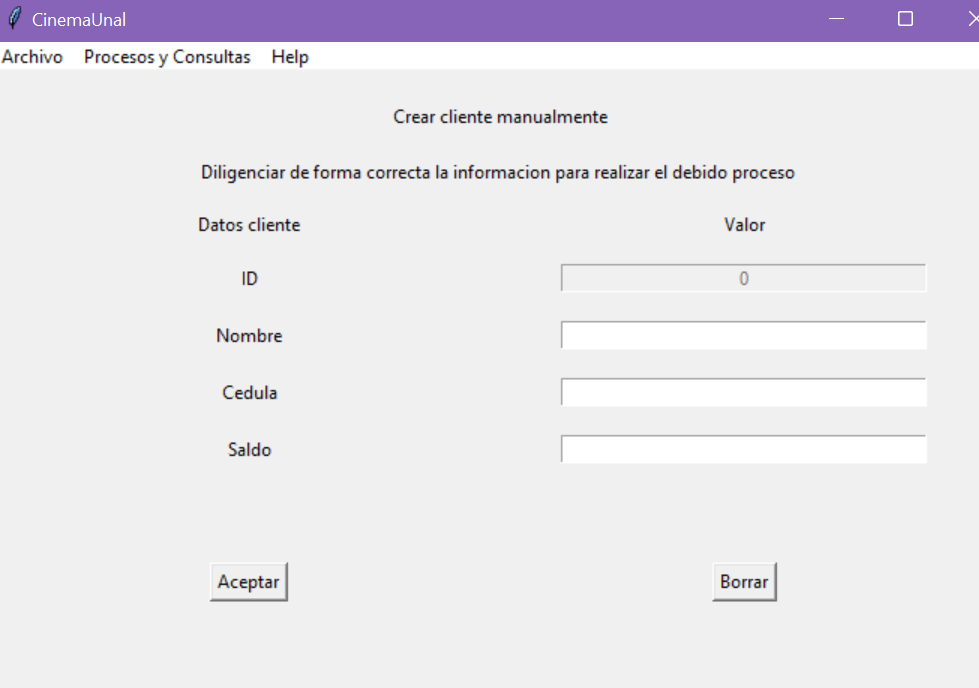 CinemaUnal
Archivo Procesos y Consultas Help
Crear cliente manualmente
Diligenciar de forma correcta la informacion para realizar el debido proceso
Datos cliente Valor
ID 0
Nombre
Cedula
Saldo
Aceptar Borrar